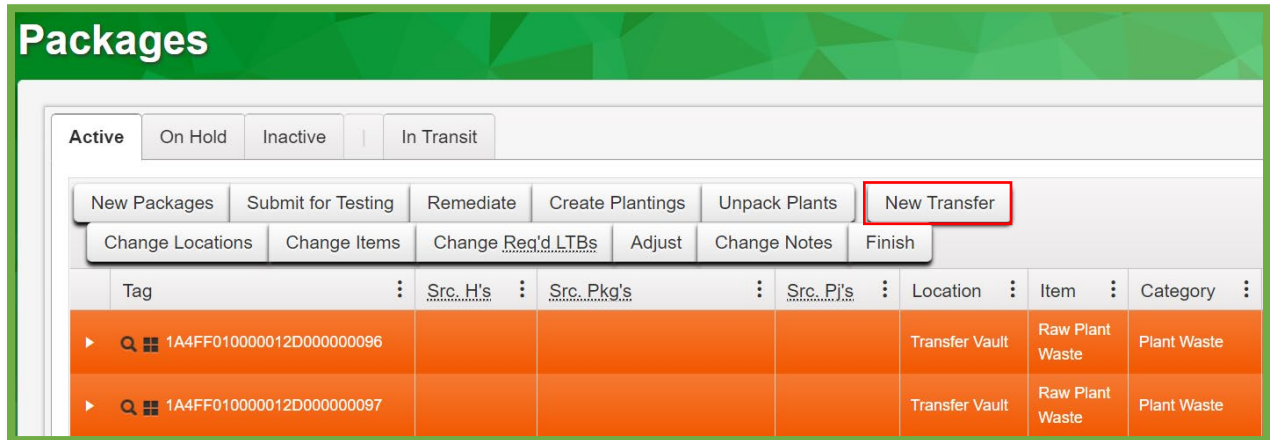 Packages
Active On Hold Inactive | In Transit
New Packages Submit for Testing Remediate Create Plantings Unpack Plants New Transfer
Change Locations Change Items Change Req'd LTBs Adjust Change Notes Finish
Tag Src. H's Src. Pkg's Src. Pj's Location Item Category
1A4FF010000012D000000096 Transfer Vault Raw Plant Waste Plant Waste
1A4FF010000012D000000097 Transfer Vault Raw Plant Waste Plant Waste